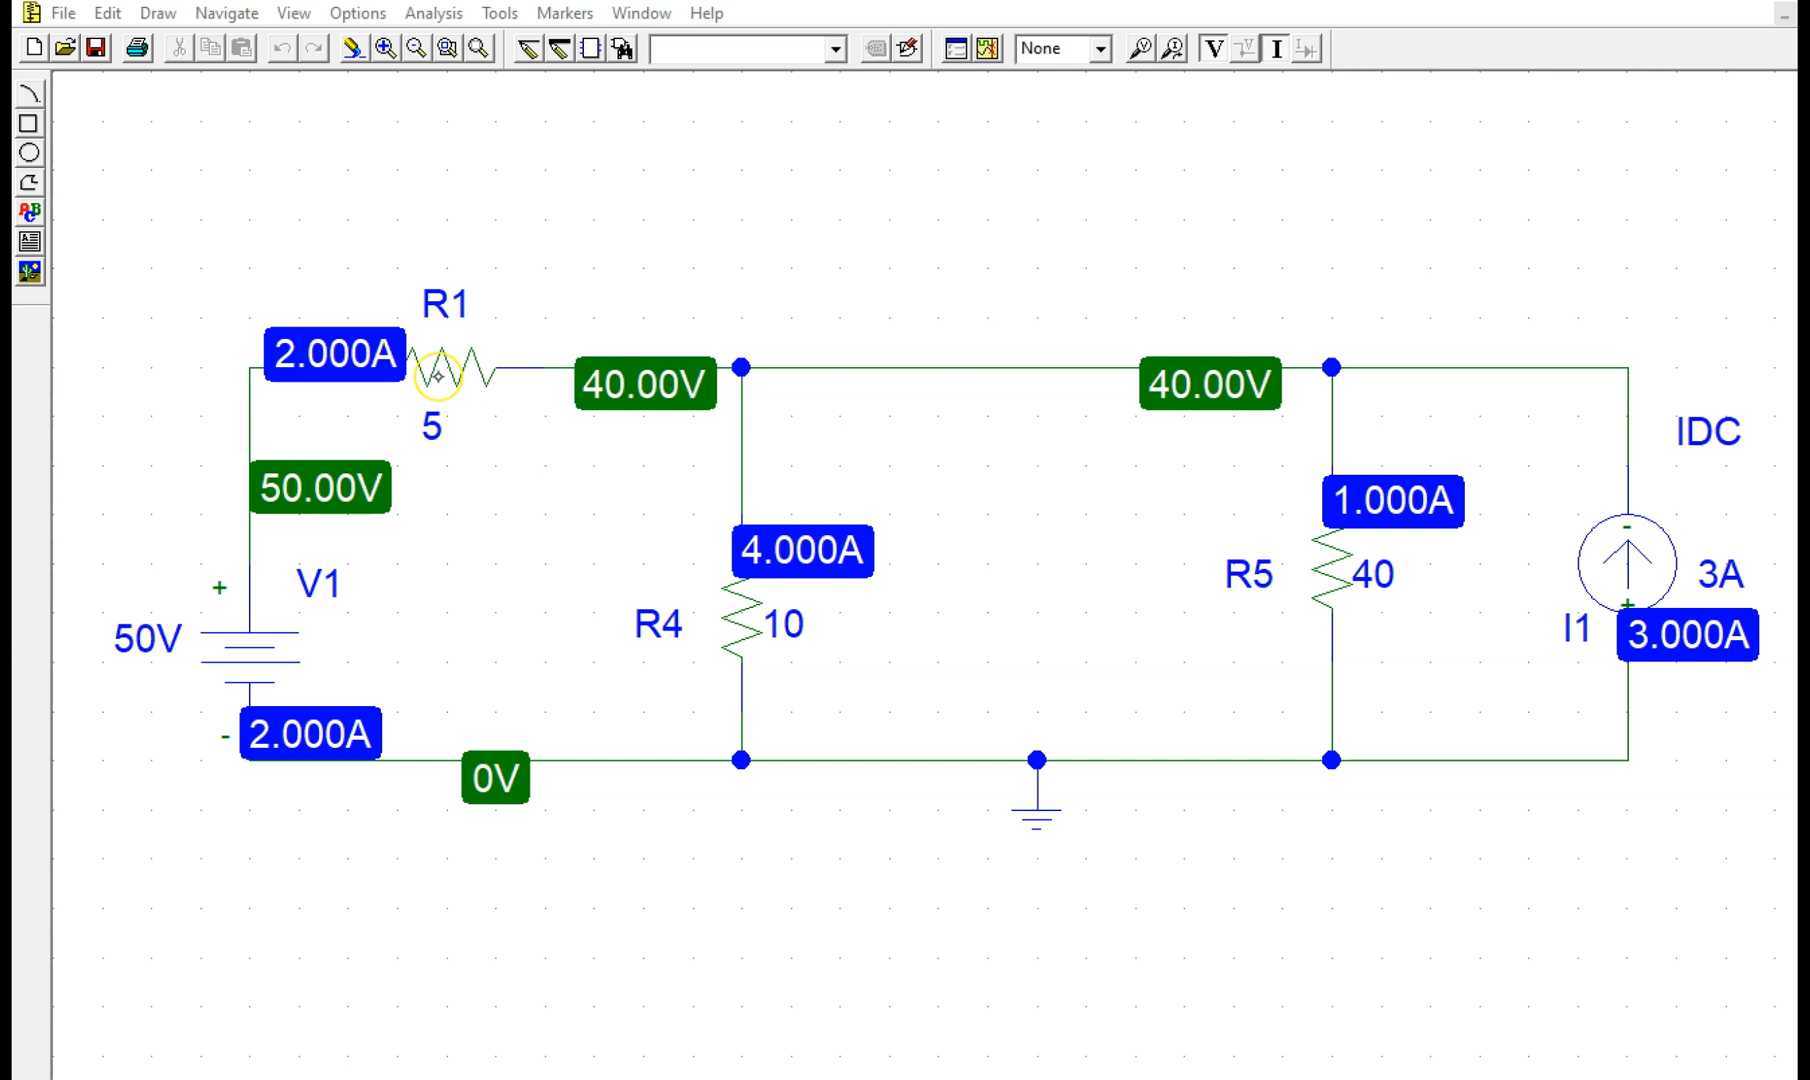 File Edit Draw Navigate View Options Analysis Tools Markers Window Help
None V V I I
ABC
R1
2.000A
40.00V 40.00V
5
IDC
50.00V
1.000A
4.000A
+ V1
R5 40
- + 3A
50V
R4 10
I1 3.000A
- 2.000A
0V